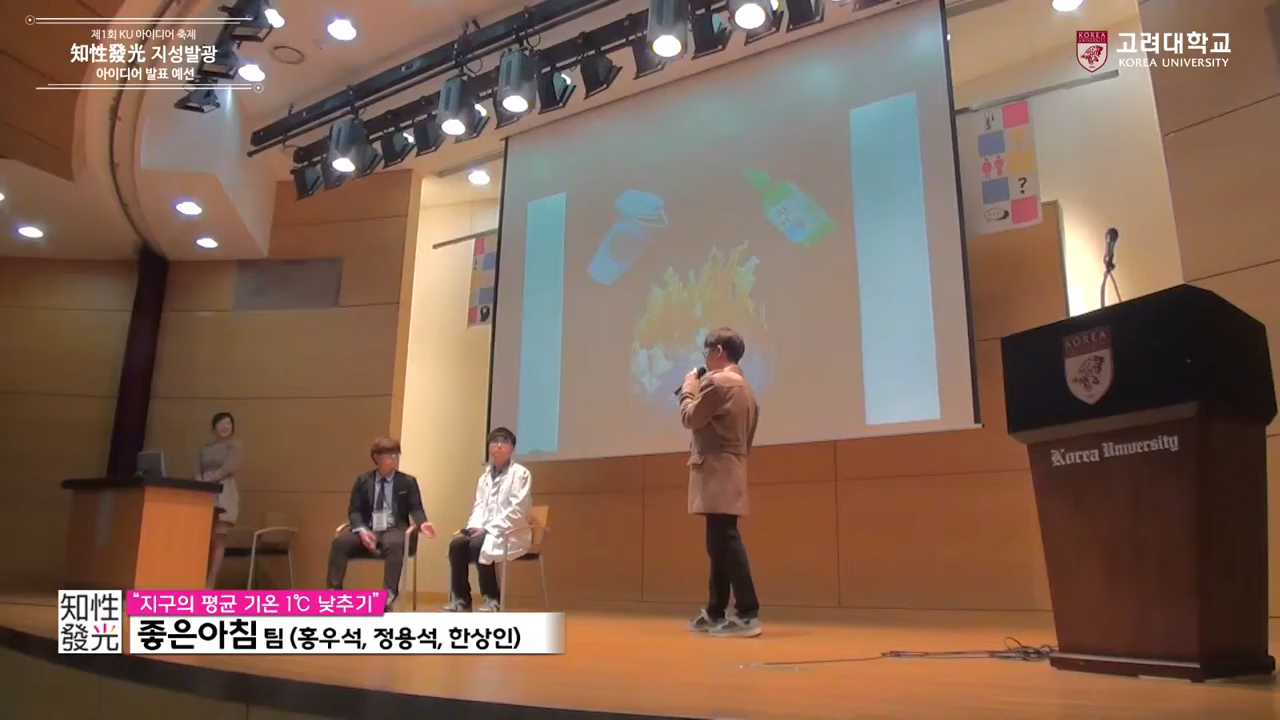 제1회 KU 아이디어 축제
知性發光 지성발광
아이디어 발표 예선
KOREA
고려대학교
KOREA UNIVERSITY
?
KOREA
Korea University
知性
發光
“지구의 평균 기온 1℃ 낮추기”
좋은아침 팀 (홍우석, 정용석, 한상인)